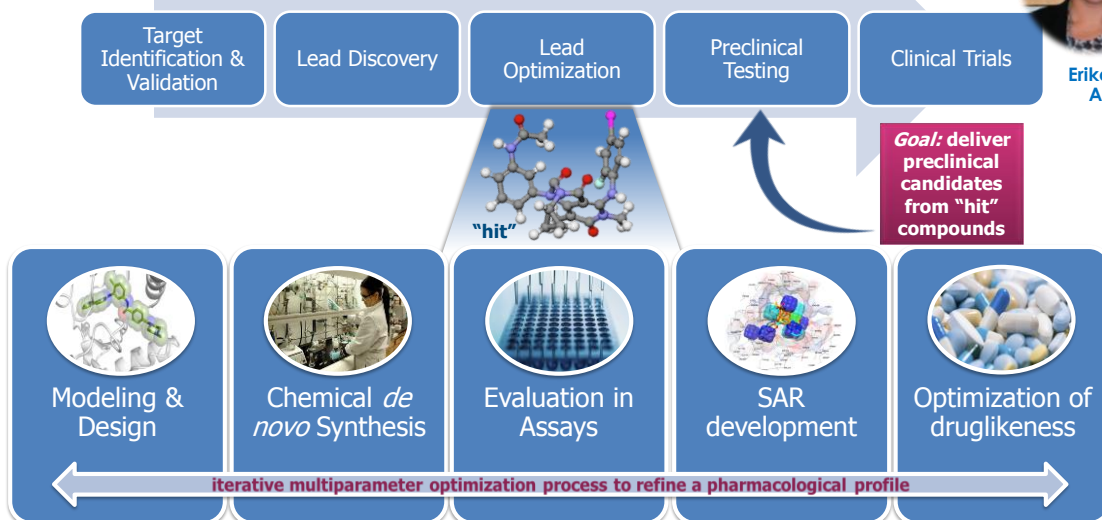 Target
Identification &
Validation
Lead Discovery
Lead
Optimization
Preclinical
Testing
Clinical Trials
Goal: deliver
preclinical
candidates
from “hit”
compounds
“hit”
Modeling &
Design
Chemical de
novo Synthesis
Evaluation in
Assays
SAR
development
Optimization of
druglikeness
iterative multiparameter optimization process to refine a pharmacological profile